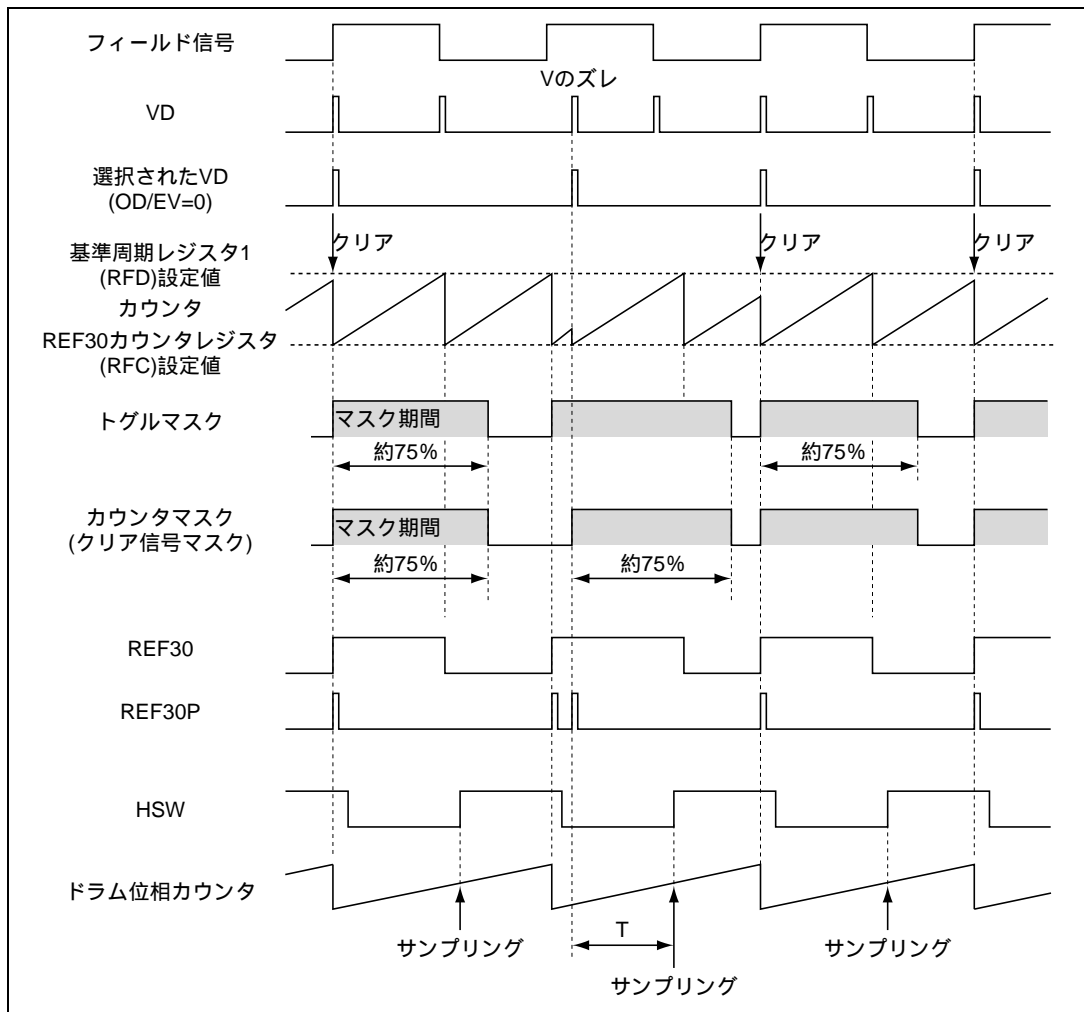 フィールド信号
Vのズレ
VD
選択されたVD
(OD/EV=0)
クリア
クリア
クリア
基準周期レジスタ1
(RFD)設定値
カウンタ
REF30カウンタレジスタ
(RFC)設定値
トグルマスク
マスク期間
約75%
約75%
カウンタマスク
(クリア信号マスク)
マスク期間
約75%
約75%
REF30
REF30P
HSW
ドラム位相カウンタ
T
サンプリング
サンプリング
サンプリング